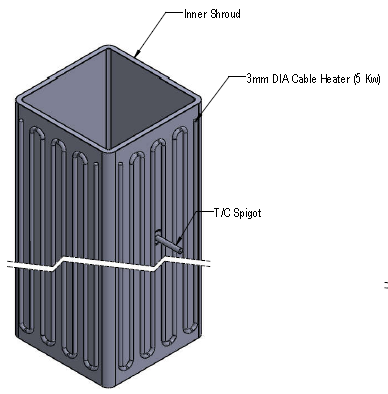 Inner Shroud
3mm DIA Cable Heater (5 Kw)
T/C Spigot